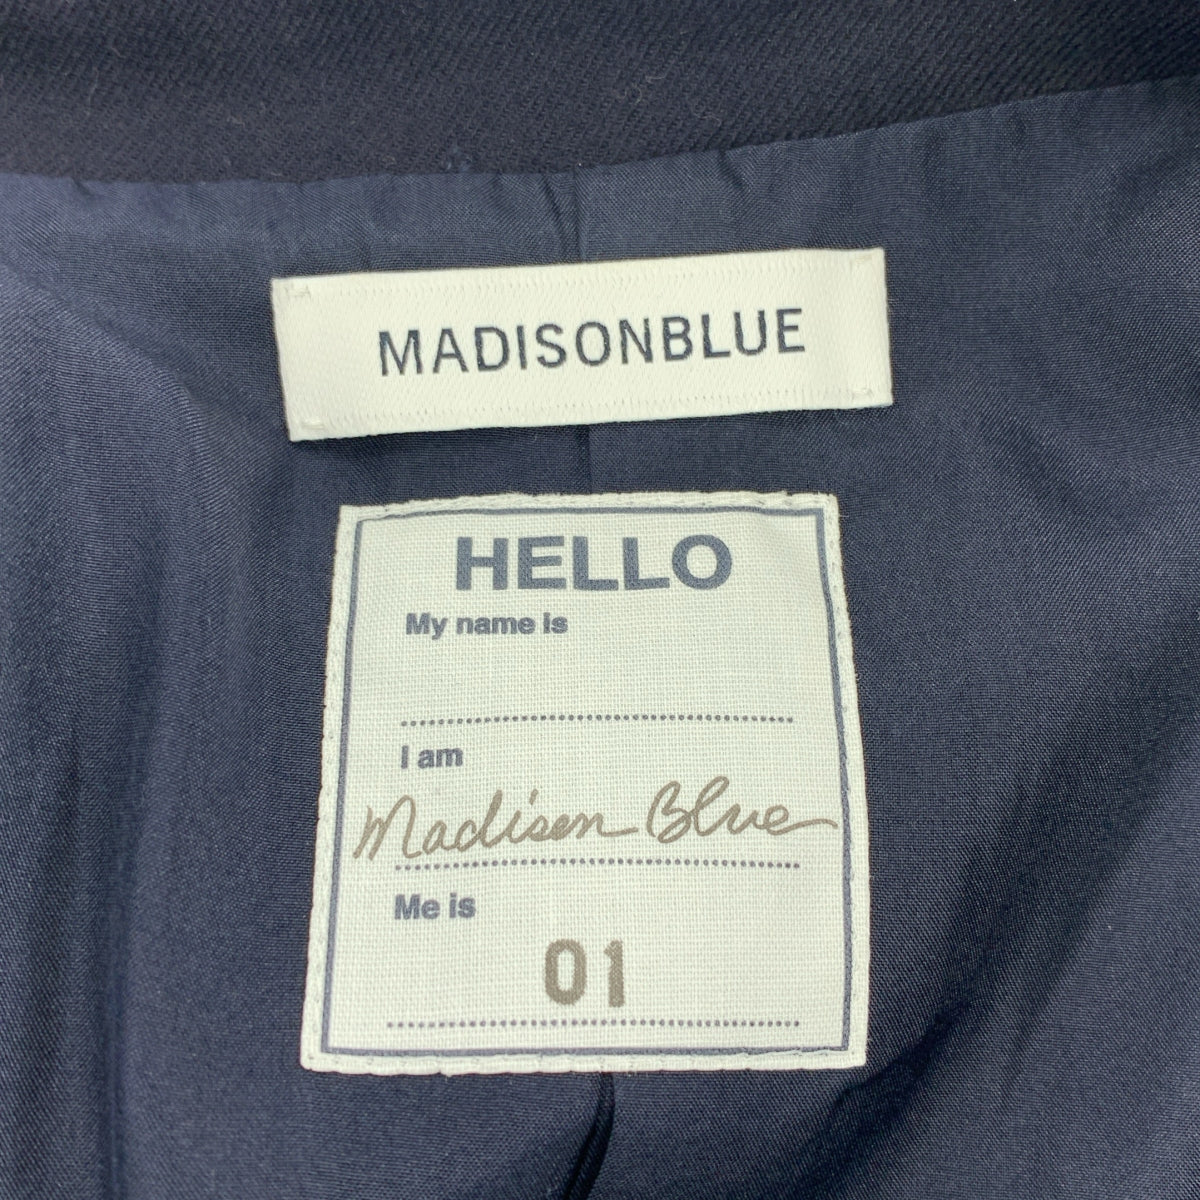 MADISONBLUE
HELLO
My name is
I am
Madison Blue
Me is
01